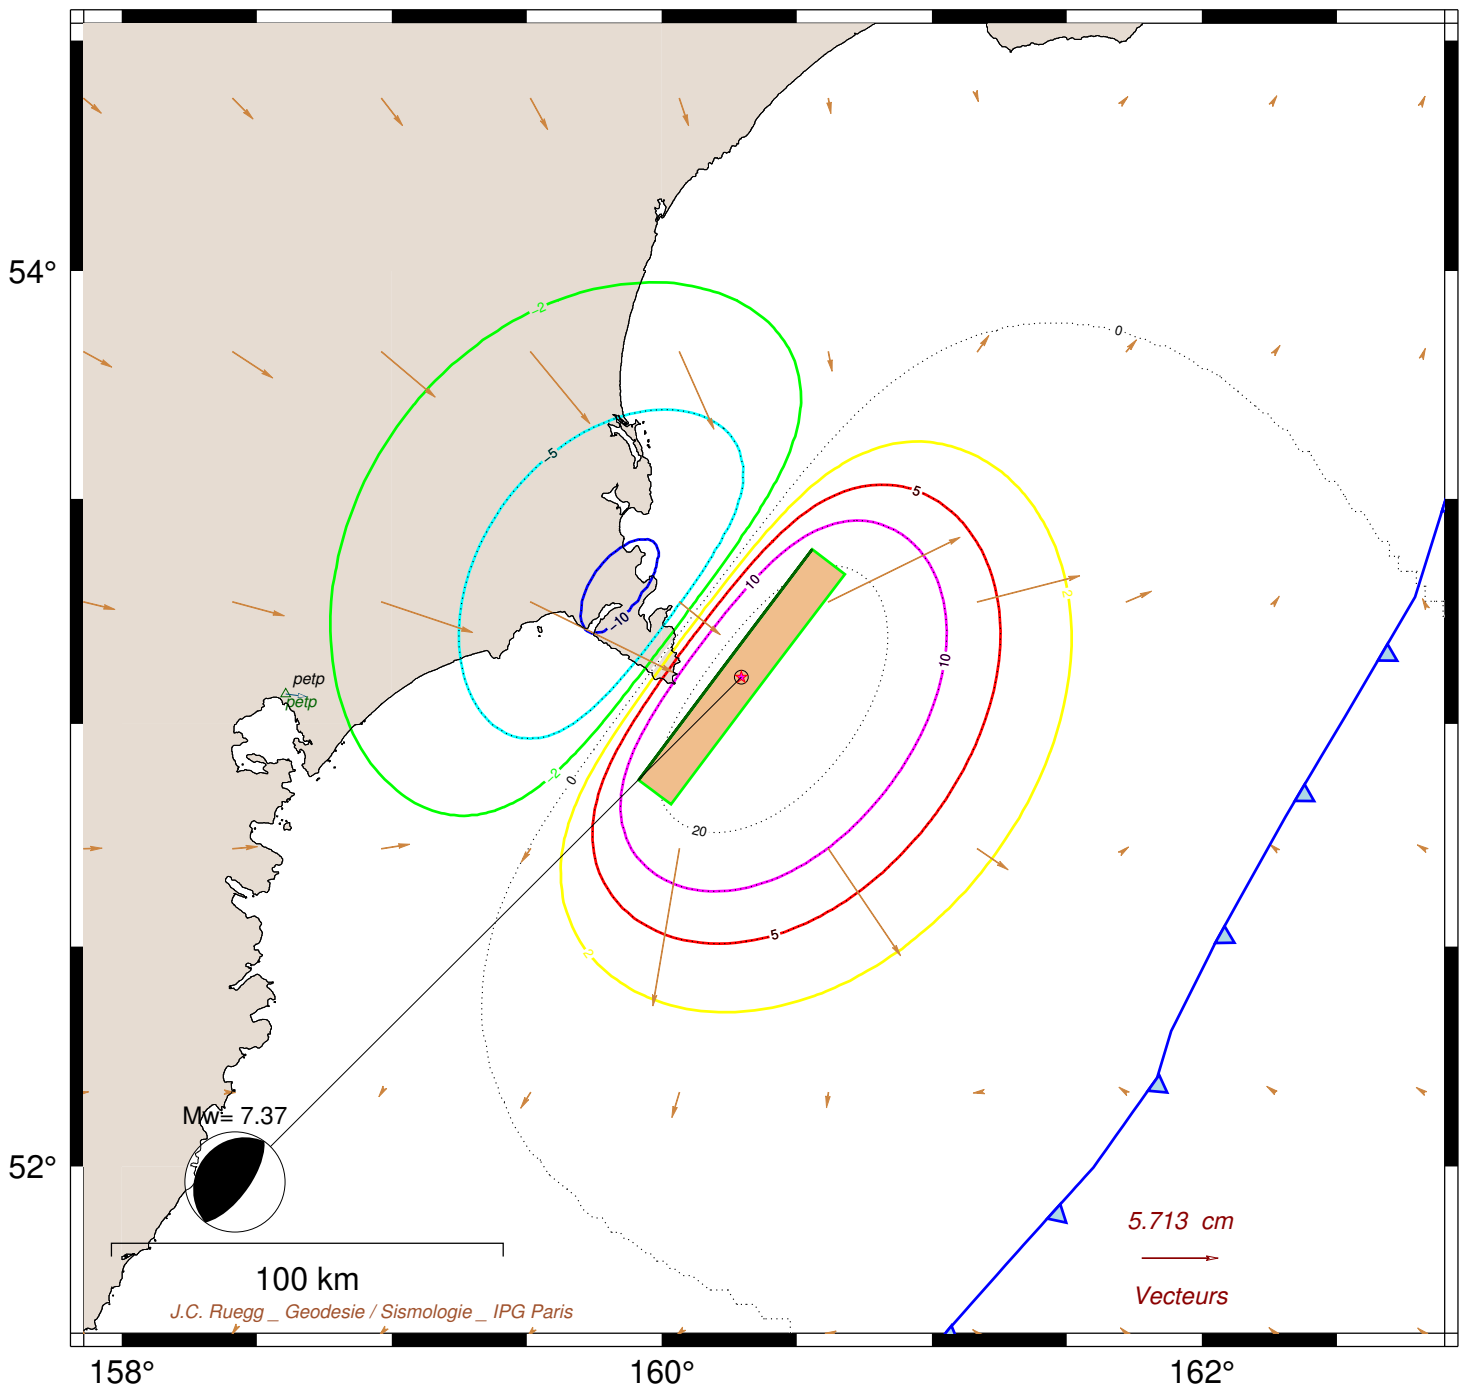 0
-2
54°
-5
5
10
2
-10
10
petp
petp
-2
0
20
5
2
Mw= 7.37
52°
5.713 cm
100 km
Vecteurs
J.C. Ruegg _ Geodesie / Sismologie _ IPG Paris
158°
160°
162°